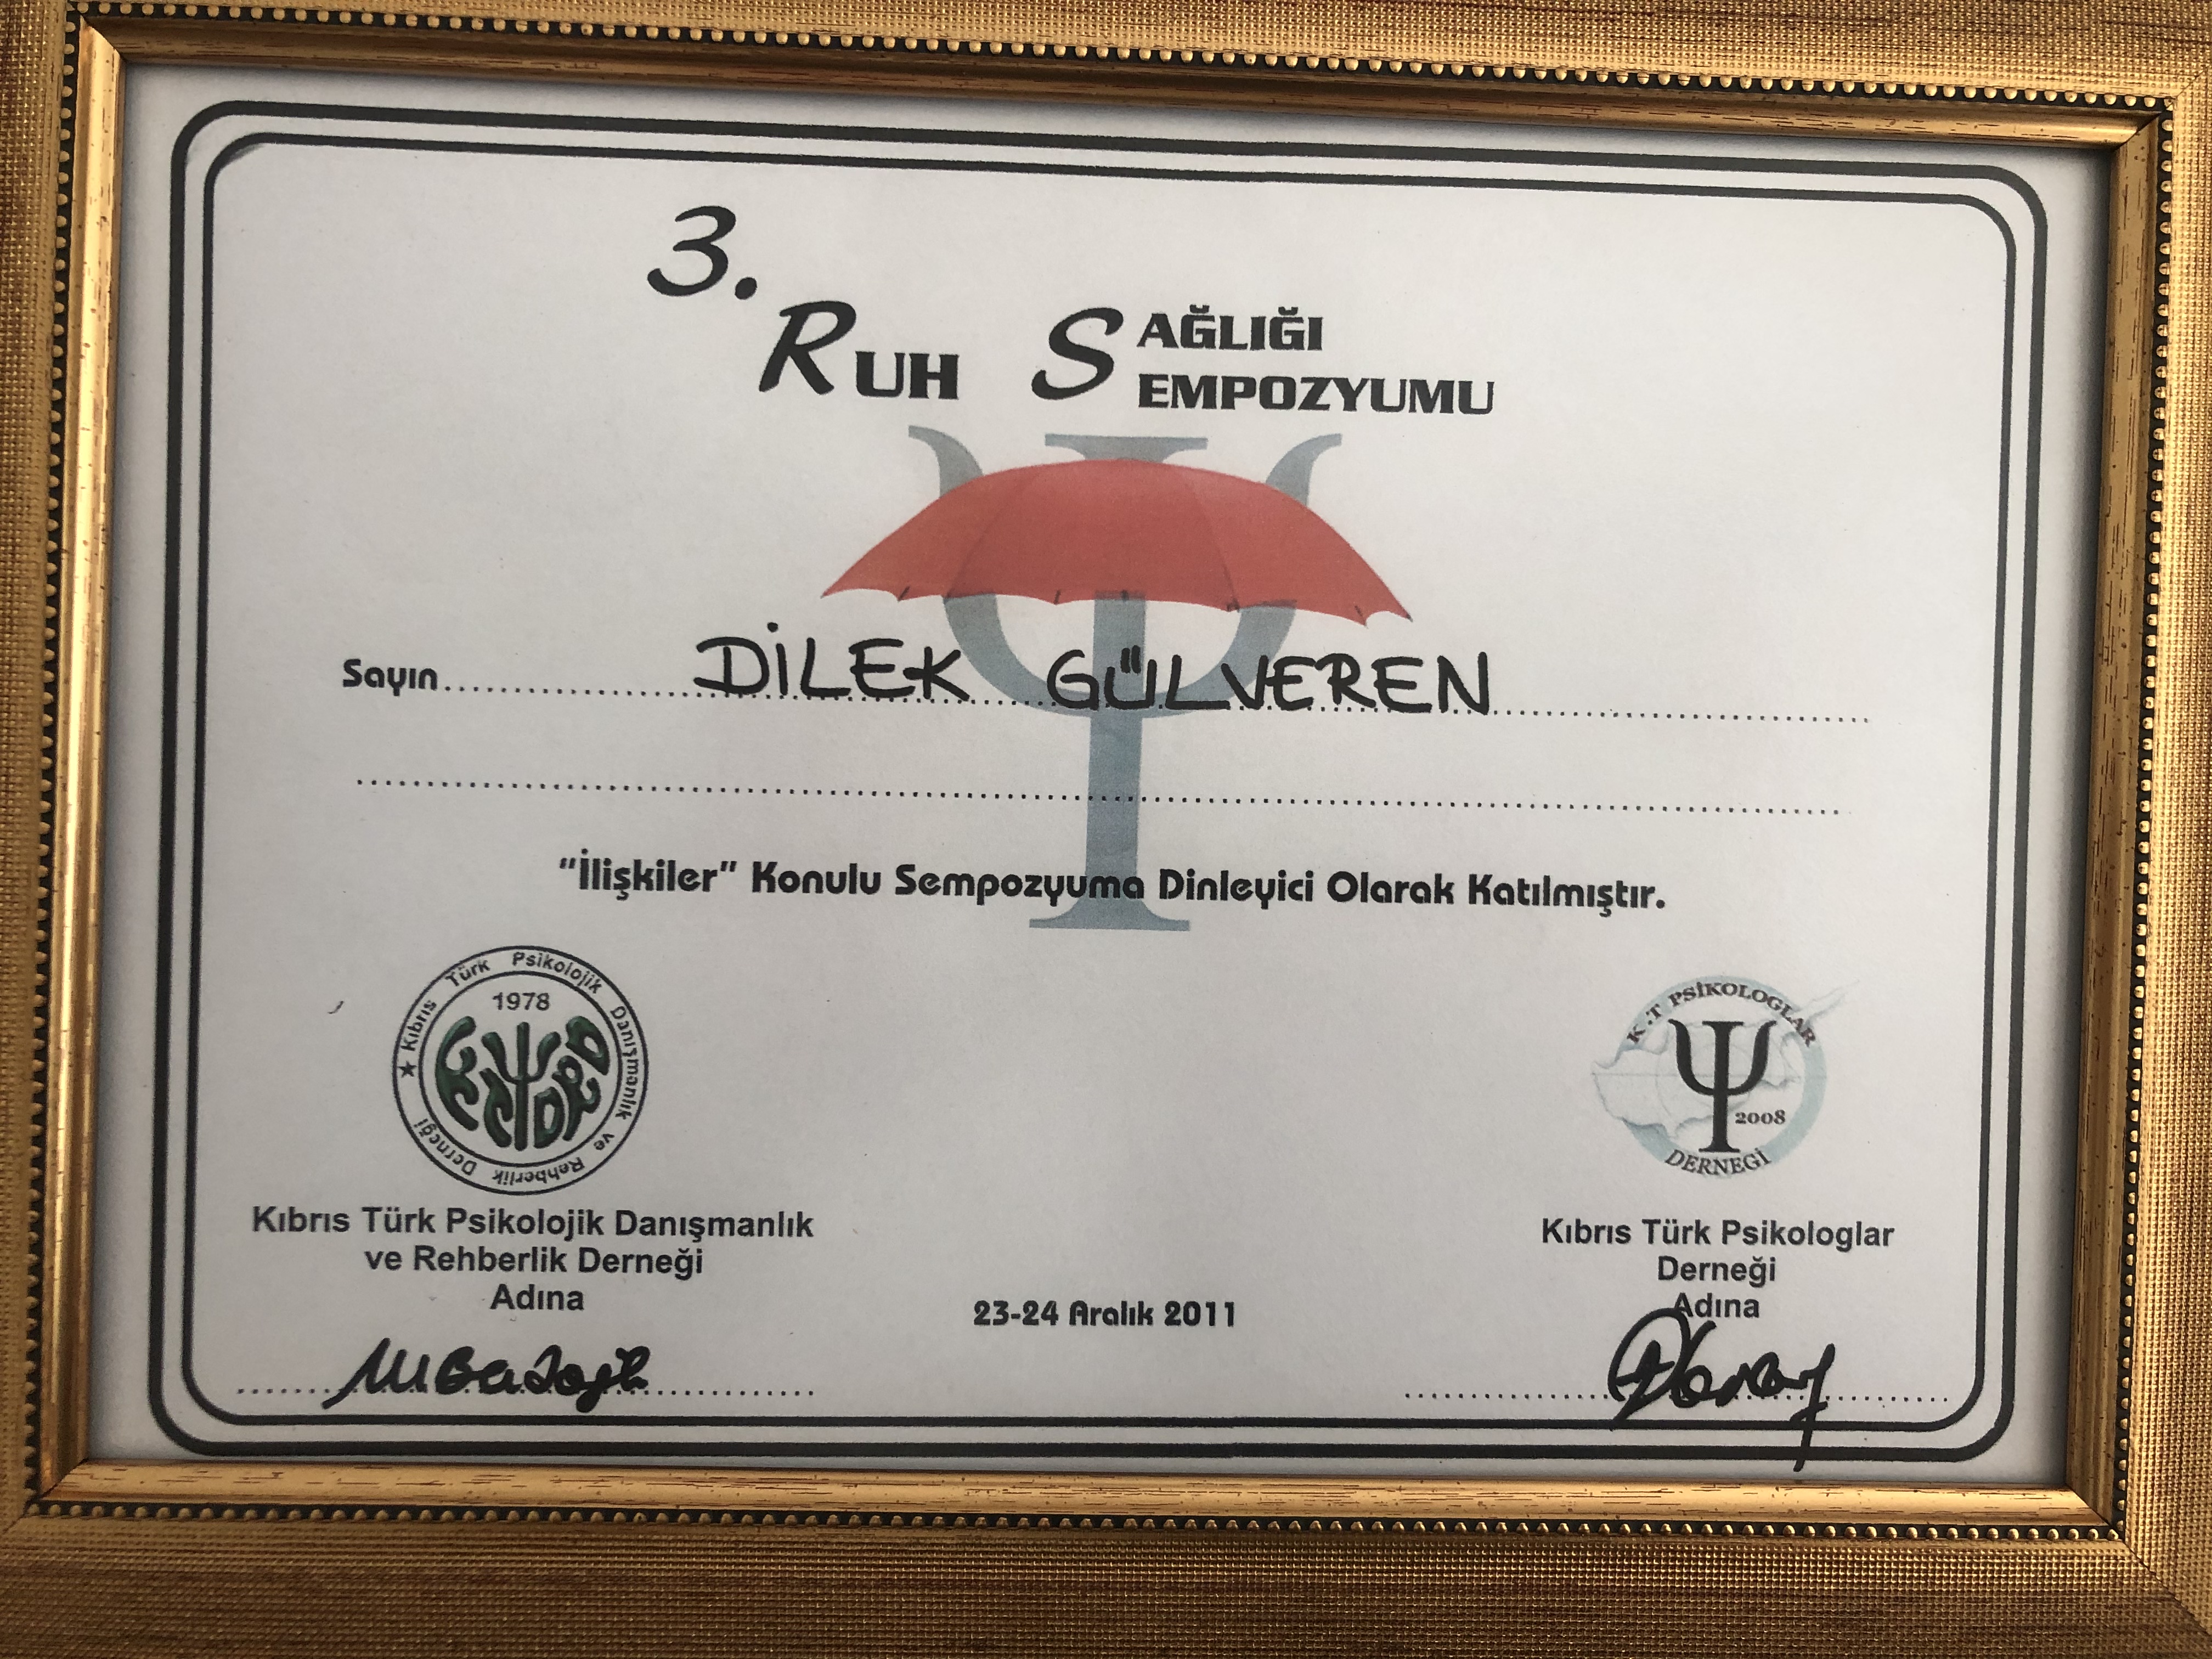 3.
RUH SAĞLIĞI
SEMPOZYUMU
Sayın DİLEK GÜLVEREN
"İlişkiler" Konulu Sempozyuma Dinleyici Olarak Katılmıştır.
★ Kıbrıs Türk Psikolojik Danışmanlık ve Rehberlik Derneği
1978
K.T PSİKOLOGLAR
2008
DERNEĞİ
Kıbrıs Türk Psikolojik Danışmanlık
ve Rehberlik Derneği
Adına
Kıbrıs Türk Psikologlar
Derneği
Adına
23-24 Aralık 2011